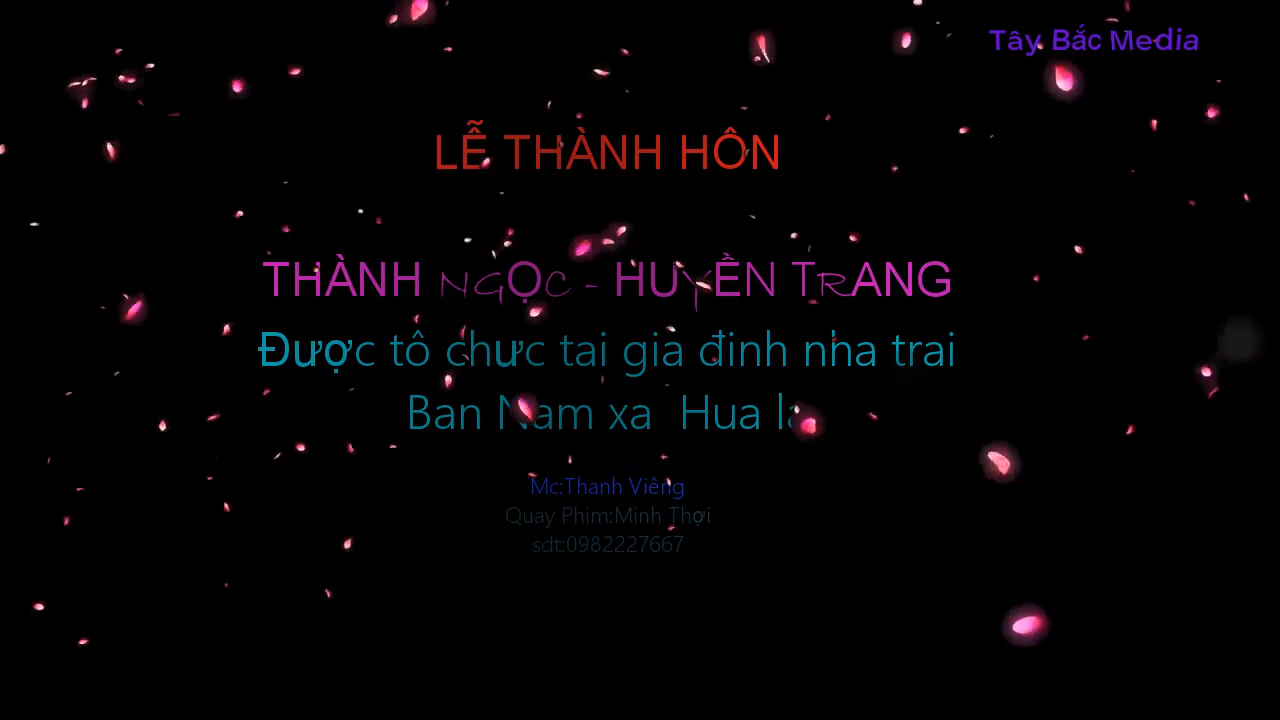 Tây Bắc Media
LỄ THÀNH HÔN
THÀNH NGỌC - HUYỀN TRANG
Được tô chưc tai gia đinh nha trai
Ban Nam xa Hua la
Mc:Thanh Viêng
Quay Phim:Minh Thợi
sdt:0982227667